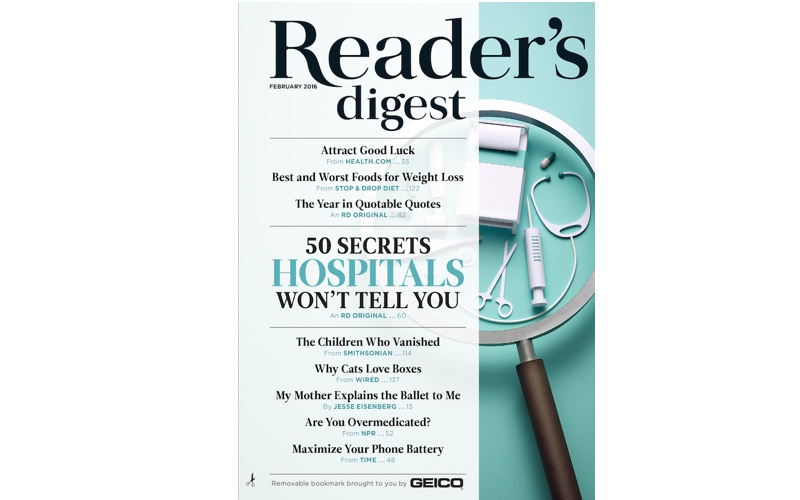 Reader's
FEBRUARY 2016
digest
Attract Good Luck
From HEALTH.COM ... 35
Best and Worst Foods for Weight Loss
From STOP & DROP DIET ... 122
The Year in Quotable Quotes
An RD ORIGINAL ... 82
50 SECRETS
HOSPITALS
WON'T TELL YOU
An RD ORIGINAL ... 60
The Children Who Vanished
From SMITHSONIAN ... 114
Why Cats Love Boxes
From WIRED ... 137
My Mother Explains the Ballet to Me
By JESSE EISENBERG ... 13
Are You Overmedicated?
From NPR ... 52
Maximize Your Phone Battery
From TIME ... 48
Removable bookmark brought to you by GEICO